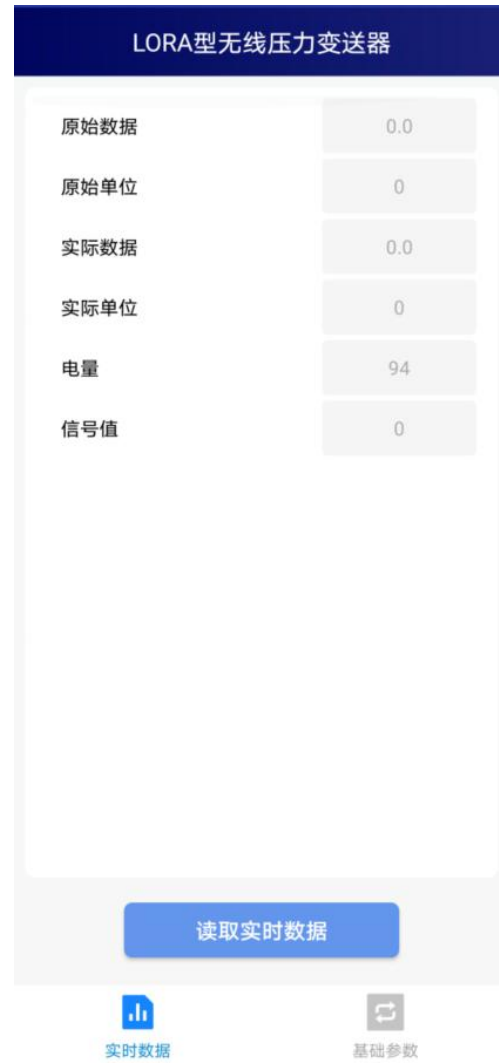 LORA型无线压力变送器
原始数据 0.0
原始单位 0
实际数据 0.0
实际单位 0
电量 94
信号值 0
读取实时数据
实时数据 基础参数